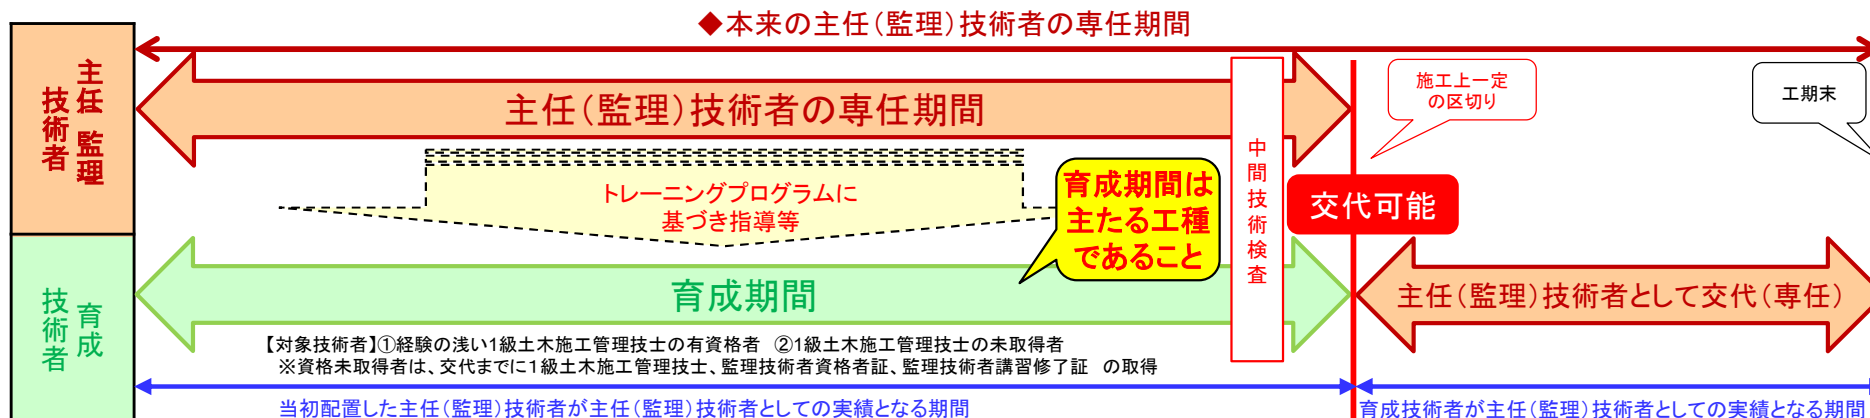 ◆本来の主任(監理)技術者の専任期間
主任 監理
技術者
主任(監理)技術者の専任期間
施工上一定
の区切り
工期末
中間技術検査
トレーニングプログラムに
基づき指導等
育成期間は
主たる工種
であること
交代可能
育成
技術者
育成期間
主任(監理)技術者として交代(専任)
【対象技術者】①経験の浅い1級土木施工管理技士の有資格者 ②1級土木施工管理技士の未取得者
※資格未取得者は、交代までに1級土木施工管理技士、監理技術者資格者証、監理技術者講習修了証 の取得
当初配置した主任(監理)技術者が主任(監理)技術者としての実績となる期間
育成技術者が主任(監理)技術者としての実績となる期間